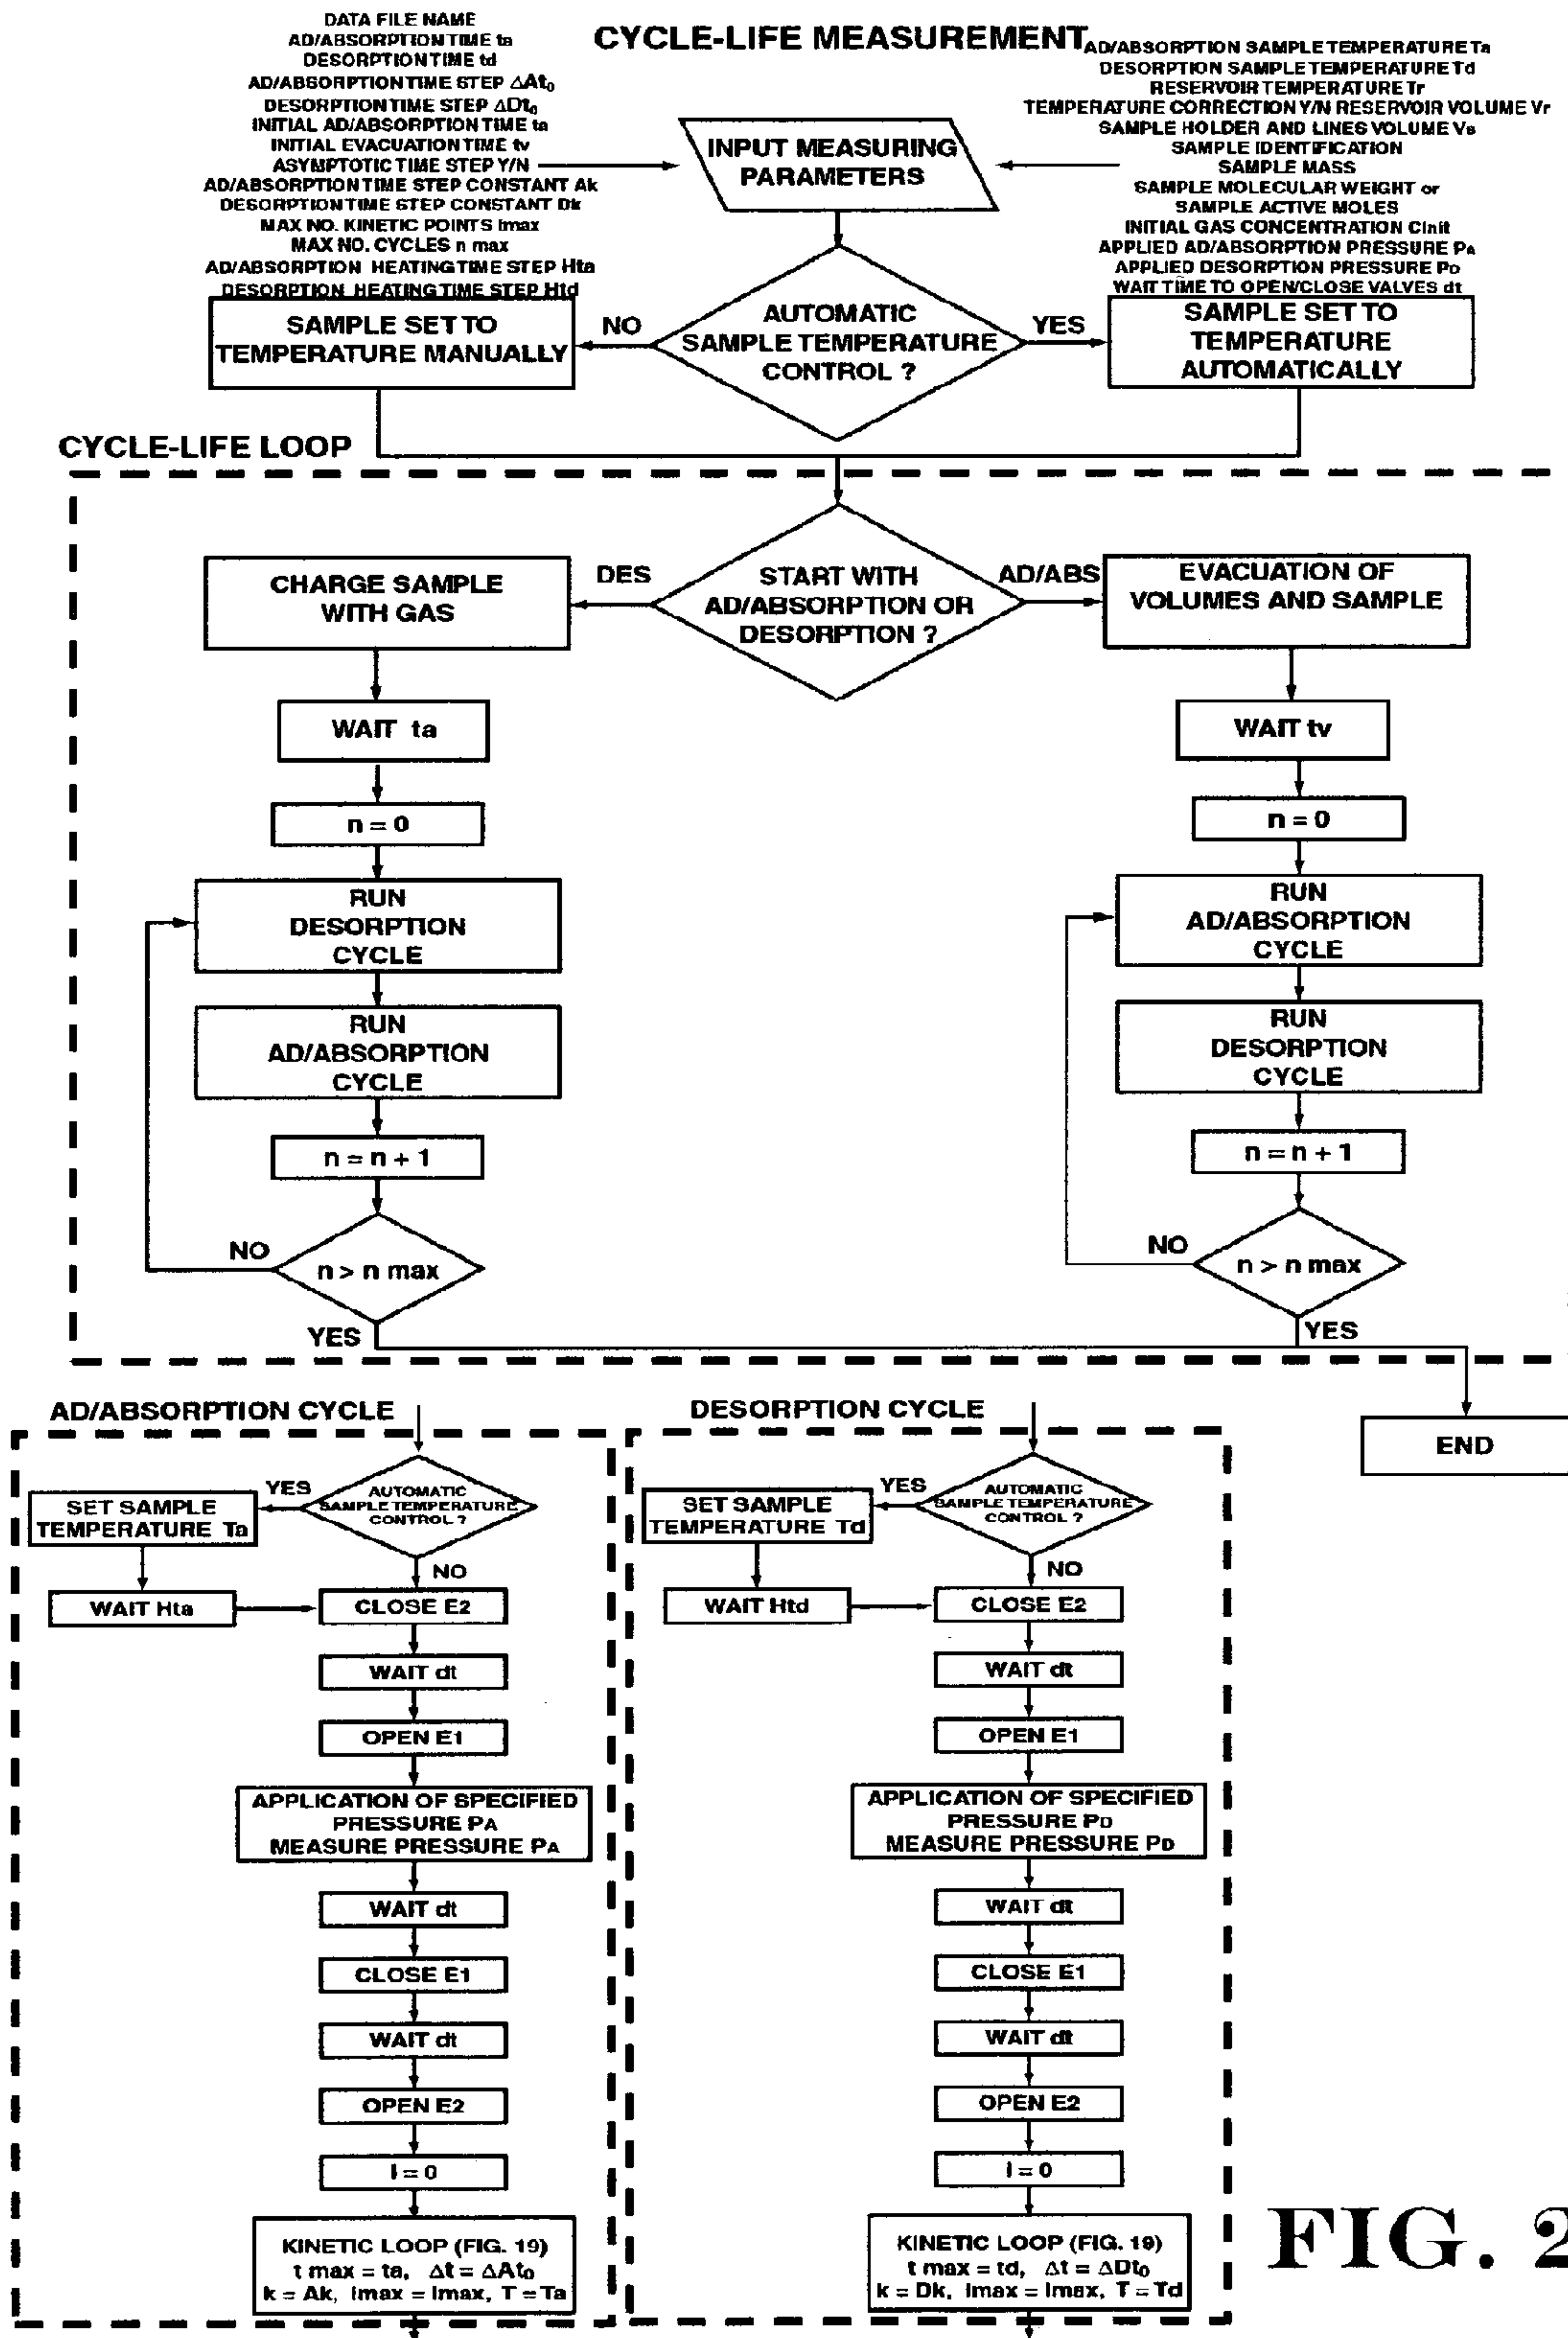 CYCLE-LIFE MEASUREMENT
DATA FILE NAME
AD/ABSORPTION TIME ta
DESORPTION TIME td
AD/ABSORPTION TIME STEP ΔAt₀
DESORPTION TIME STEP ΔDt₀
INITIAL AD/ABSORPTION TIME ta
INITIAL EVACUATION TIME tv
ASYMPTOTIC TIME STEP Y/N
AD/ABSORPTION TIME STEP CONSTANT Ak
DESORPTION TIME STEP CONSTANT Dk
MAX NO. KINETIC POINTS Imax
MAX NO. CYCLES n max
AD/ABSORPTION HEATING TIME STEP Hta
DESORPTION HEATING TIME STEP Htd
INPUT MEASURING
PARAMETERS
AD/ABSORPTION SAMPLE TEMPERATURE Ta
DESORPTION SAMPLE TEMPERATURE Td
RESERVOIR TEMPERATURE Tr
TEMPERATURE CORRECTION Y/N RESERVOIR VOLUME Vr
SAMPLE HOLDER AND LINES VOLUME Vs
SAMPLE IDENTIFICATION
SAMPLE MASS
SAMPLE MOLECULAR WEIGHT or
SAMPLE ACTIVE MOLES
INITIAL GAS CONCENTRATION Cinit
APPLIED AD/ABSORPTION PRESSURE PA
APPLIED DESORPTION PRESSURE PD
WAIT TIME TO OPEN/CLOSE VALVES dt
SAMPLE SET TO
TEMPERATURE MANUALLY
NO
AUTOMATIC
SAMPLE TEMPERATURE
CONTROL ?
YES
SAMPLE SET TO
TEMPERATURE
AUTOMATICALLY
CYCLE-LIFE LOOP
CHARGE SAMPLE
WITH GAS
DES
START WITH
AD/ABSORPTION OR
DESORPTION ?
AD/ABS
EVACUATION OF
VOLUMES AND SAMPLE
WAIT ta
n = 0
RUN
DESORPTION
CYCLE
RUN
AD/ABSORPTION
CYCLE
n = n + 1
NO
n > n max
YES
WAIT tv
n = 0
RUN
AD/ABSORPTION
CYCLE
RUN
DESORPTION
CYCLE
n = n + 1
NO
n > n max
YES
END
AD/ABSORPTION CYCLE
AUTOMATIC
SAMPLE TEMPERATURE
CONTROL ?
YES
SET SAMPLE
TEMPERATURE Ta
NO
WAIT Hta
CLOSE E2
WAIT dt
OPEN E1
APPLICATION OF SPECIFIED
PRESSURE PA
MEASURE PRESSURE PA
WAIT dt
CLOSE E1
WAIT dt
OPEN E2
I = 0
KINETIC LOOP (FIG. 19)
t max = ta, Δt = ΔAt₀
k = Ak, Imax = Imax, T = Ta
DESORPTION CYCLE
AUTOMATIC
SAMPLE TEMPERATURE
CONTROL ?
YES
SET SAMPLE
TEMPERATURE Td
NO
WAIT Htd
CLOSE E2
WAIT dt
OPEN E1
APPLICATION OF SPECIFIED
PRESSURE PD
MEASURE PRESSURE PD
WAIT dt
CLOSE E1
WAIT dt
OPEN E2
I = 0
KINETIC LOOP (FIG. 19)
t max = td, Δt = ΔDt₀
k = Dk, Imax = Imax, T = Td
FIG. 2